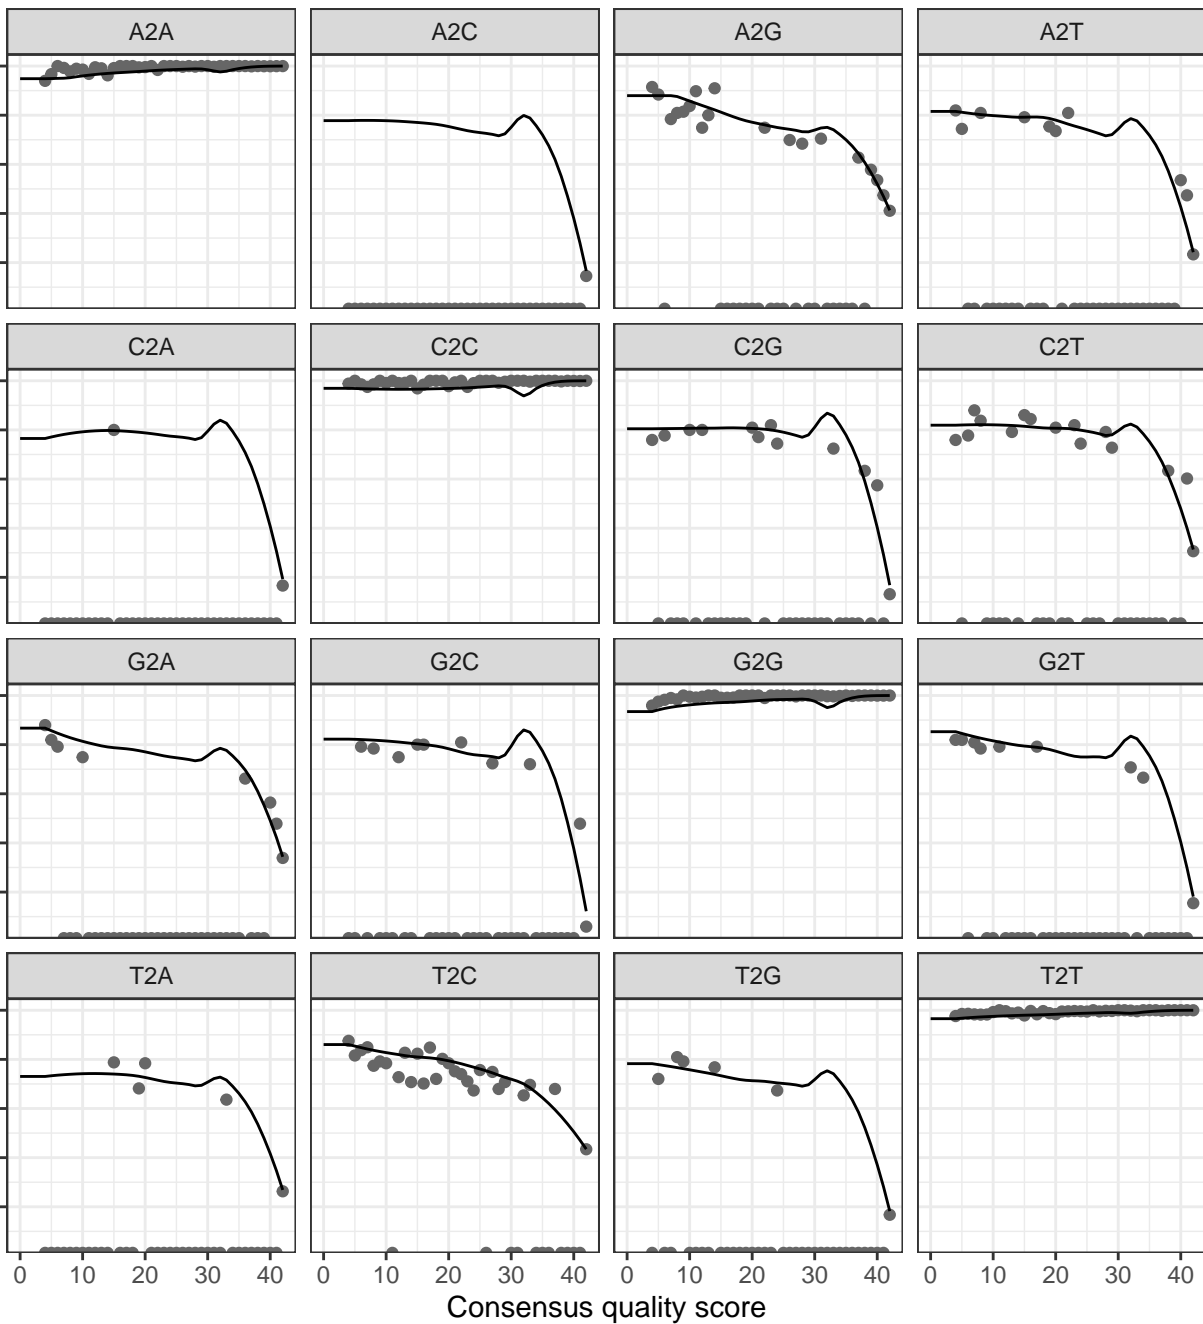 A2A A2C A2G A2T
C2A C2C C2G C2T
G2A G2C G2G G2T
T2A T2C T2G T2T
0 10 20 30 40 0 10 20 30 40 0 10 20 30 40 0 10 20 30 40
Consensus quality score